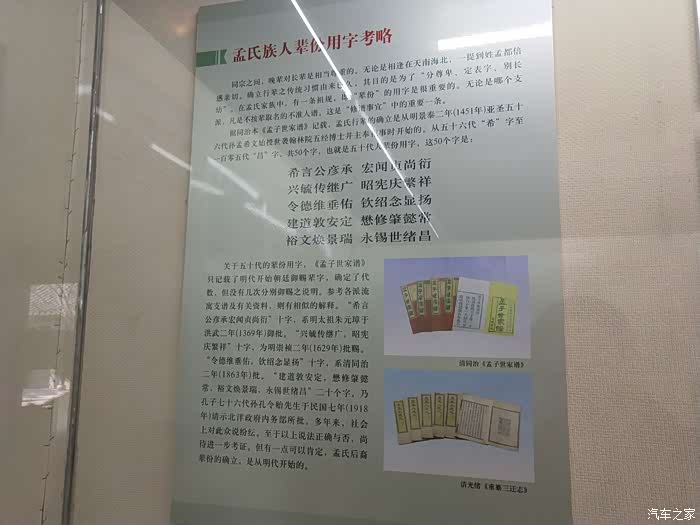 孟氏族人辈份用字考略
同宗之间，晚辈对长辈是相当尊重的。无论是相逢在天南海北，一提到姓孟都倍
感亲切。确立行辈之传统习惯由来已久，其目的是为了“分尊卑、定表字、别长
幼”。在孟氏家族中，有一条祖规，即“辈份”的用字是很重要的。无论是哪个支
派，凡是不按辈取名的不准入谱。这是“修谱事宜”中的重要一条。
据同治本《孟子世家谱》记载，孟氏行辈的确立是从明景泰二年(1451年)亚圣五十
六代孙孟希文始授世袭翰林院五经博士并主奉祀事时开始的。从五十六代“希”字至
一百零五代“昌”字，共50个字，也就是五十代人辈份用字，这50个字是：
希言公彦承 宏闻贞尚衍
兴毓传继广 昭宪庆繁祥
令德维垂佑 钦绍念显扬
建道敦安定 懋修肇懿常
裕文焕景瑞 永锡世绪昌
关于五十代的辈份用字，《孟子世家谱》
只记载了明代开始朝廷御赐辈字，确定了代
数，但没有几次分别御赐之说明。参考各派流
寓支谱及有关资料，则有相似的解释。“希言
公彦承宏闻贞尚衍”十字，系明太祖朱元璋于
洪武二年(1369年)御批。“兴毓传继广，昭宪
庆繁祥”十字，为明崇祯二年(1629年)批赐。
“令德维垂佑，钦绍念显扬”十字，系清同治
二年(1863年)批。“建道敦安定，懋修肇懿
常，裕文焕景瑞，永锡世绪昌”二十个字，乃
孔子七十六代孙孔令贻先生于民国七年(1918
年)请示北洋政府内务部所批。多年来，社会
上对此众说纷纭。至于以上说法正确与否，尚
待进一步考证。但有一点可以肯定，孟氏后裔
辈份的确立，是从明代开始的。
孟子世家谱
清同治《孟子世家谱》
清光绪《重纂三迁志》
汽车之家